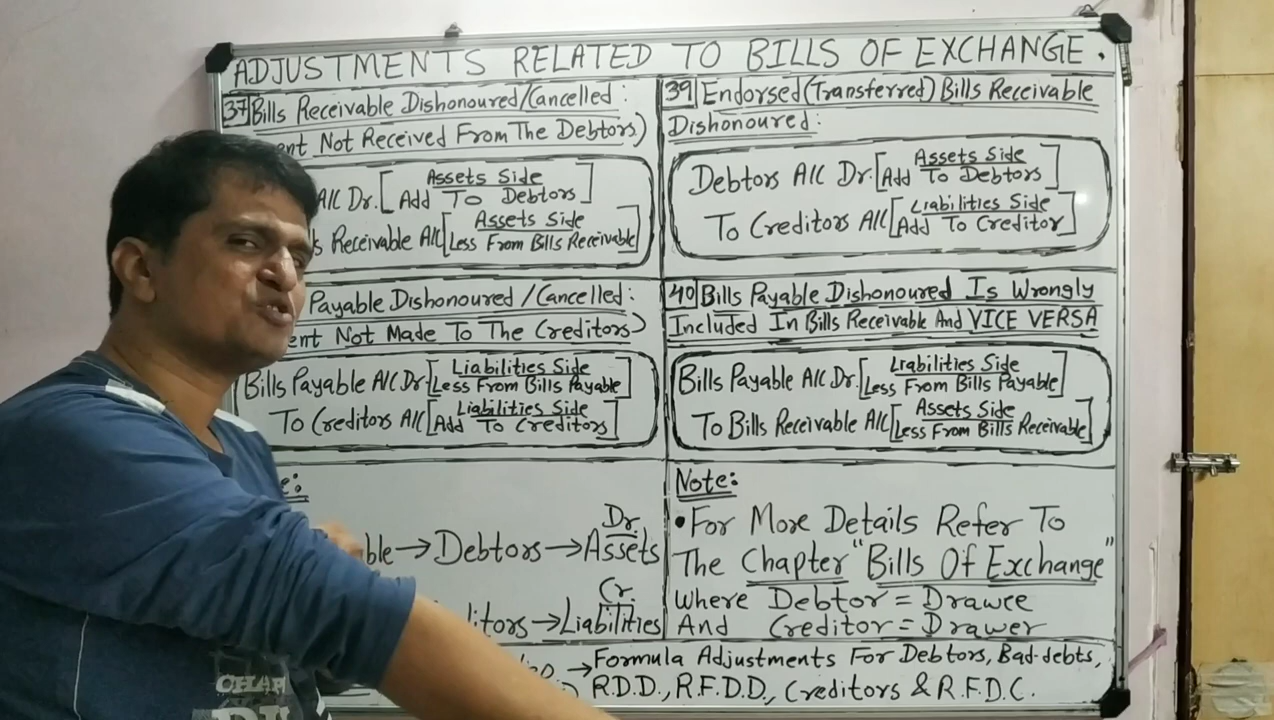 ADJUSTMENTS RELATED TO BILLS OF EXCHANGE.
37 Bills Receivable Dishonoured/Cancelled:
Not Received From The Debtors)
A/C Dr. [Assets Side
Add To Debtors]
Receivable A/C [Assets Side
Less From Bills Receivable]
Payable Dishonoured/Cancelled:
Not Made To The Creditors)
Bills Payable A/C Dr. [Liabilities Side
Less From Bills Payable]
To Creditors A/C [Liabilities Side
Add To Creditors]
Dr.
→ Debtors → Assets
Cr.
→ Liabilities
39 Endorsed (Transferred) Bills Receivable
Dishonoured:
Debtors A/C Dr. [Assets Side
Add To Debtors]
To Creditors A/C [Liabilities Side
Add To Creditor]
40 Bills Payable Dishonoured Is Wrongly
Included In Bills Receivable And VICE VERSA
Bills Payable A/C Dr. [Liabilities Side
Less From Bills Payable]
To Bills Receivable A/C [Assets Side
Less From Bills Receivable]
Note:
• For More Details Refer To
The Chapter "Bills Of Exchange"
Where Debtor = Drawee
And Creditor = Drawer
→ Formula Adjustments For Debtors, Bad-debts,
R.D.D., R.F.D.D., Creditors & R.F.D.C.